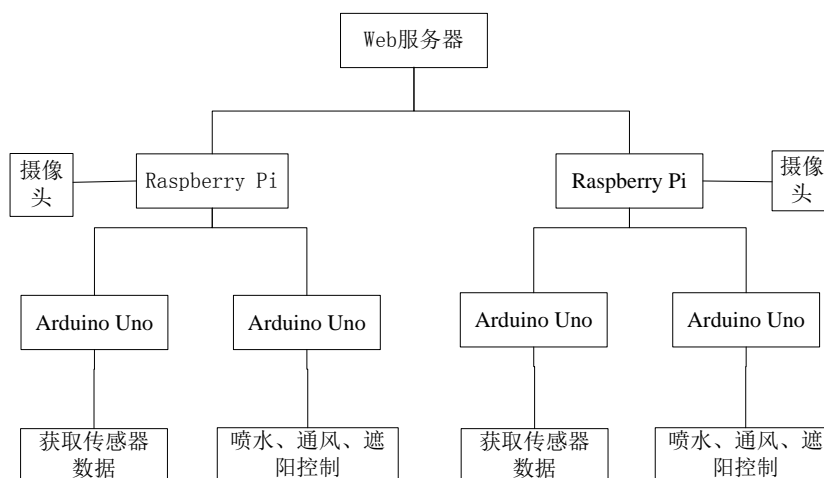 Web服务器
摄像
头
Raspberry Pi
Raspberry Pi
摄像
头
Arduino Uno
Arduino Uno
Arduino Uno
Arduino Uno
获取传感器
数据
喷水、通风、遮
阳控制
获取传感器
数据
喷水、通风、遮
阳控制